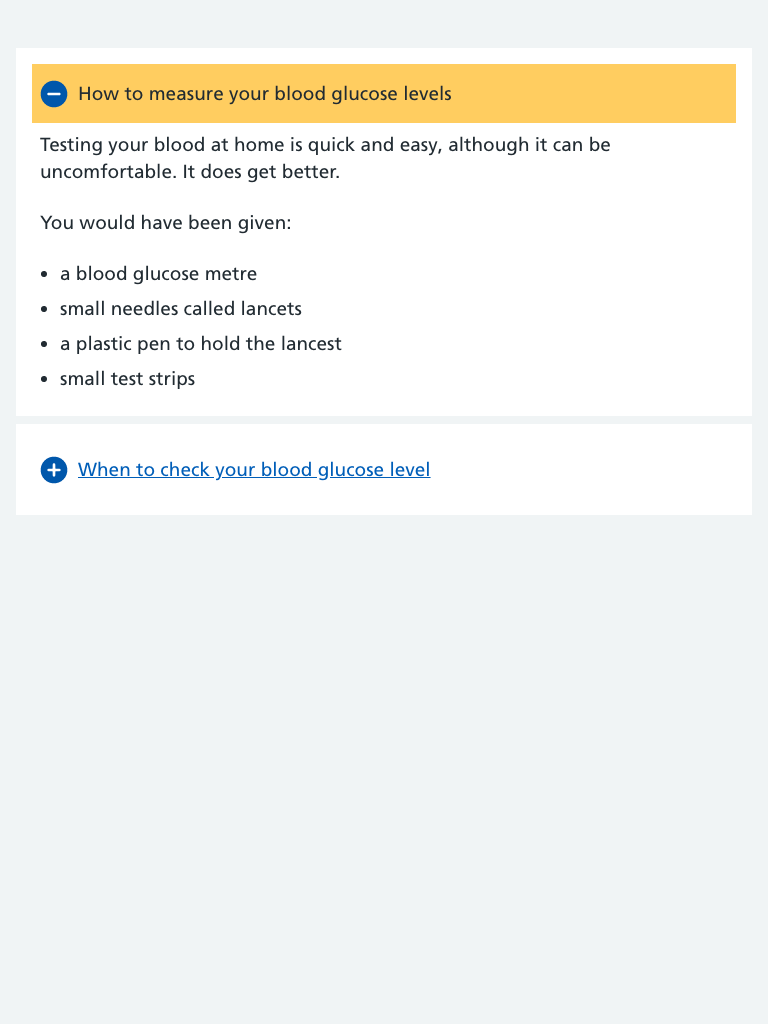 How to measure your blood glucose levels
Testing your blood at home is quick and easy, although it can be
uncomfortable. It does get better.
You would have been given:
a blood glucose metre
small needles called lancets
a plastic pen to hold the lancest
small test strips
When to check your blood glucose level